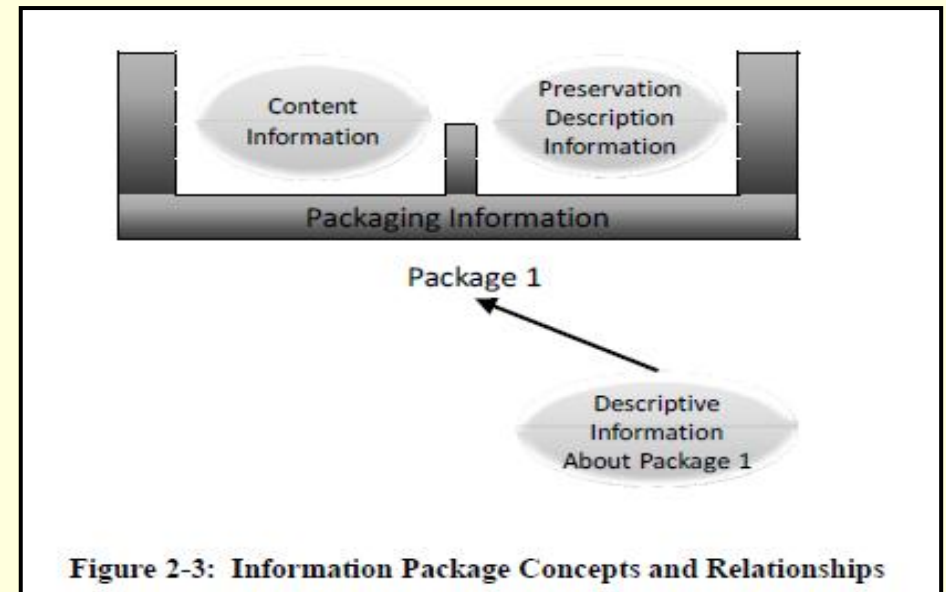 Content
Information
Preservation
Description
Information
Packaging Information
Package 1
Descriptive
Information
About Package 1
Figure 2-3: Information Package Concepts and Relationships